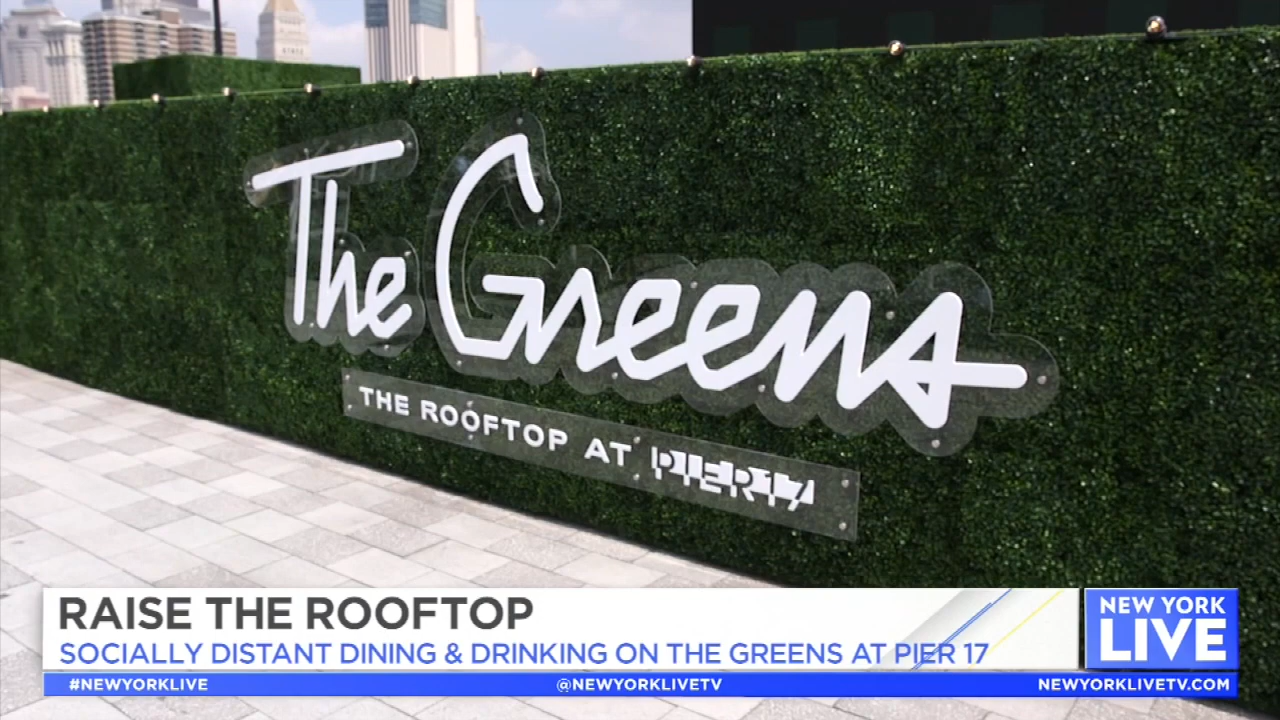 The Greens
THE ROOFTOP AT PIER17
RAISE THE ROOFTOP
SOCIALLY DISTANT DINING & DRINKING ON THE GREENS AT PIER 17
NEW YORK
LIVE
#NEWYORKLIVE
@NEWYORKLIVETV
NEWYORKLIVETV.COM